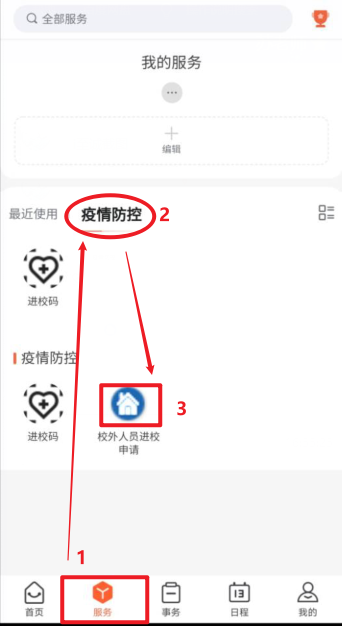 全部服务
我的服务
编辑
最近使用
疫情防控
2
进校码
疫情防控
3
进校码
校外人员进校
申请
1
13
首页
服务
事务
日程
我的